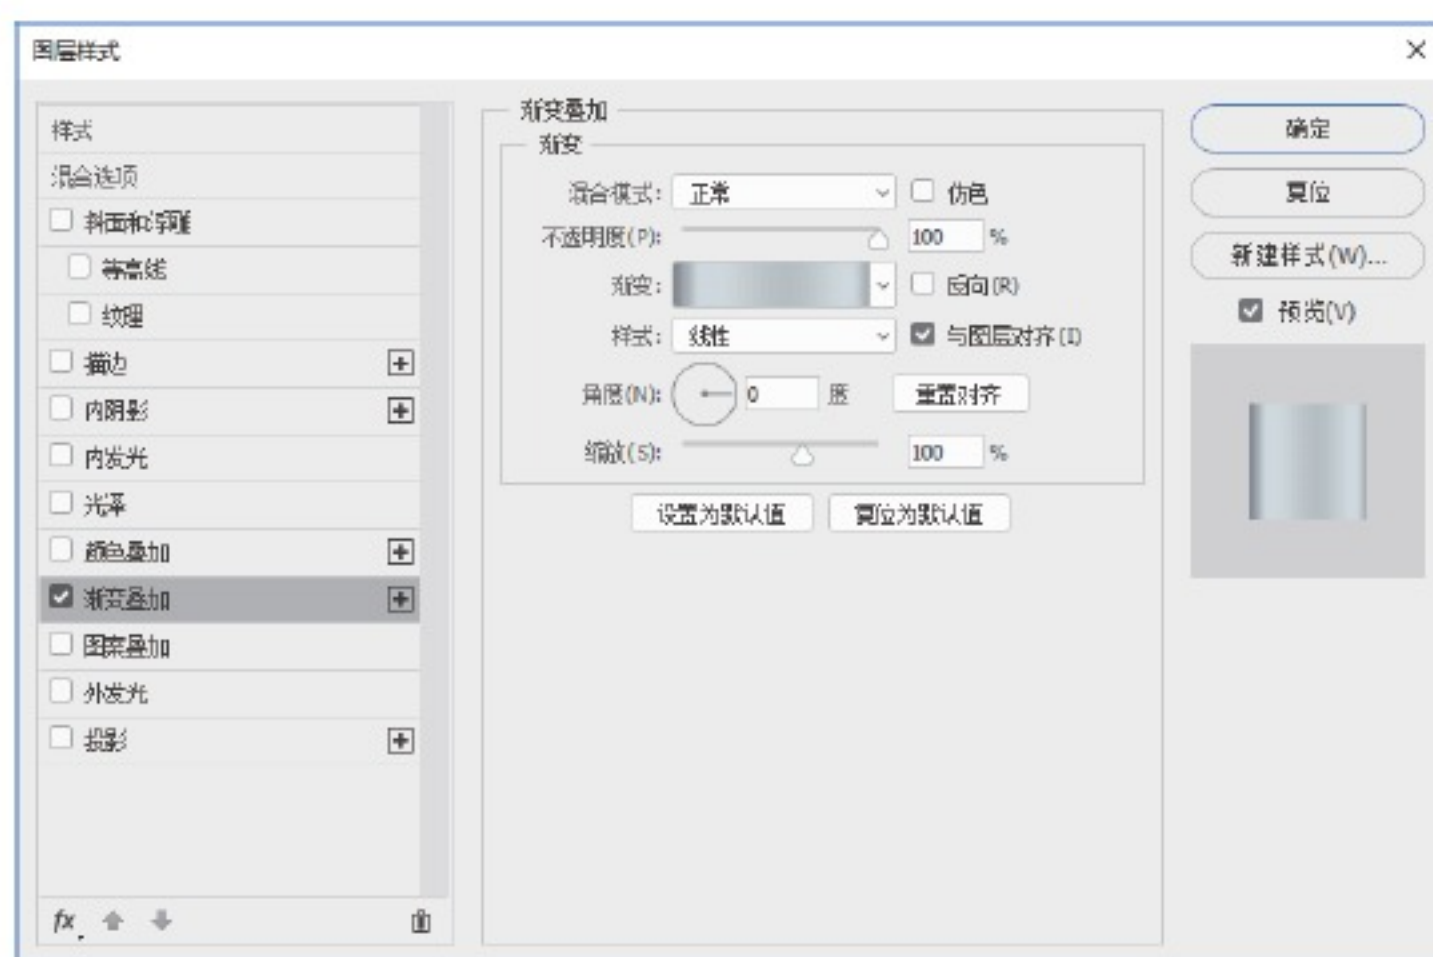 图层样式
样式
混合选项
斜面和浮雕
等高线
纹理
描边
内阴影
内发光
光泽
颜色叠加
渐变叠加
图案叠加
外发光
投影
fx
渐变叠加
渐变
混合模式: 正常 仿色
不透明度(P): 100 %
渐变: 反向(R)
样式: 线性 与图层对齐(I)
角度(N): 0 度 重置对齐
缩放(S): 100 %
设置为默认值 复位为默认值
确定
复位
新建样式(W)...
预览(V)